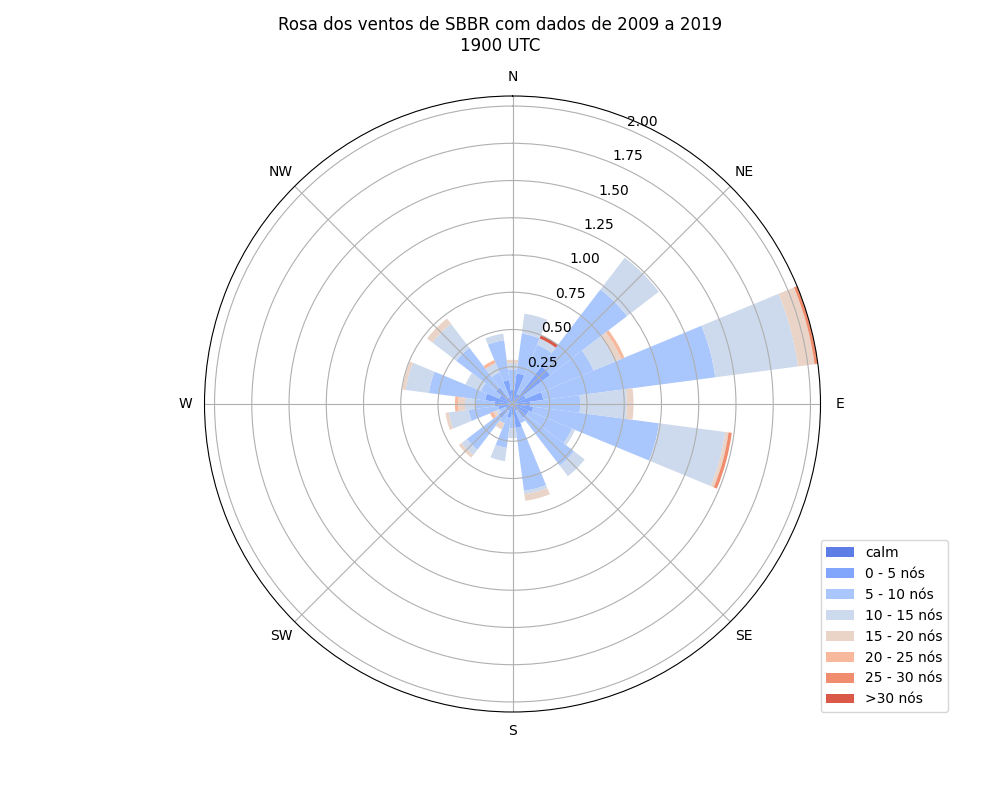 Rosa dos ventos de SBBR com dados de 2009 a 2019
1900 UTC
N
NE
E
SE
S
SW
W
NW
2.00
1.75
1.50
1.25
1.00
0.75
0.50
0.25
calm
0 - 5 nós
5 - 10 nós
10 - 15 nós
15 - 20 nós
20 - 25 nós
25 - 30 nós
>30 nós